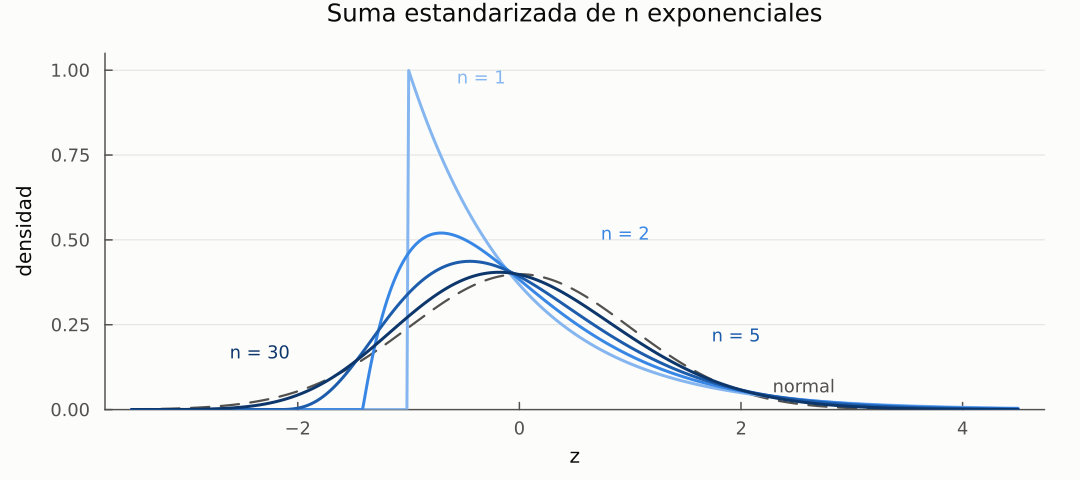 Suma estandarizada de n exponenciales
1.00
n = 1
0.75
0.50
n = 2
densidad
0.25
n = 5
n = 30
normal
0.00
−2
0
2
4
z